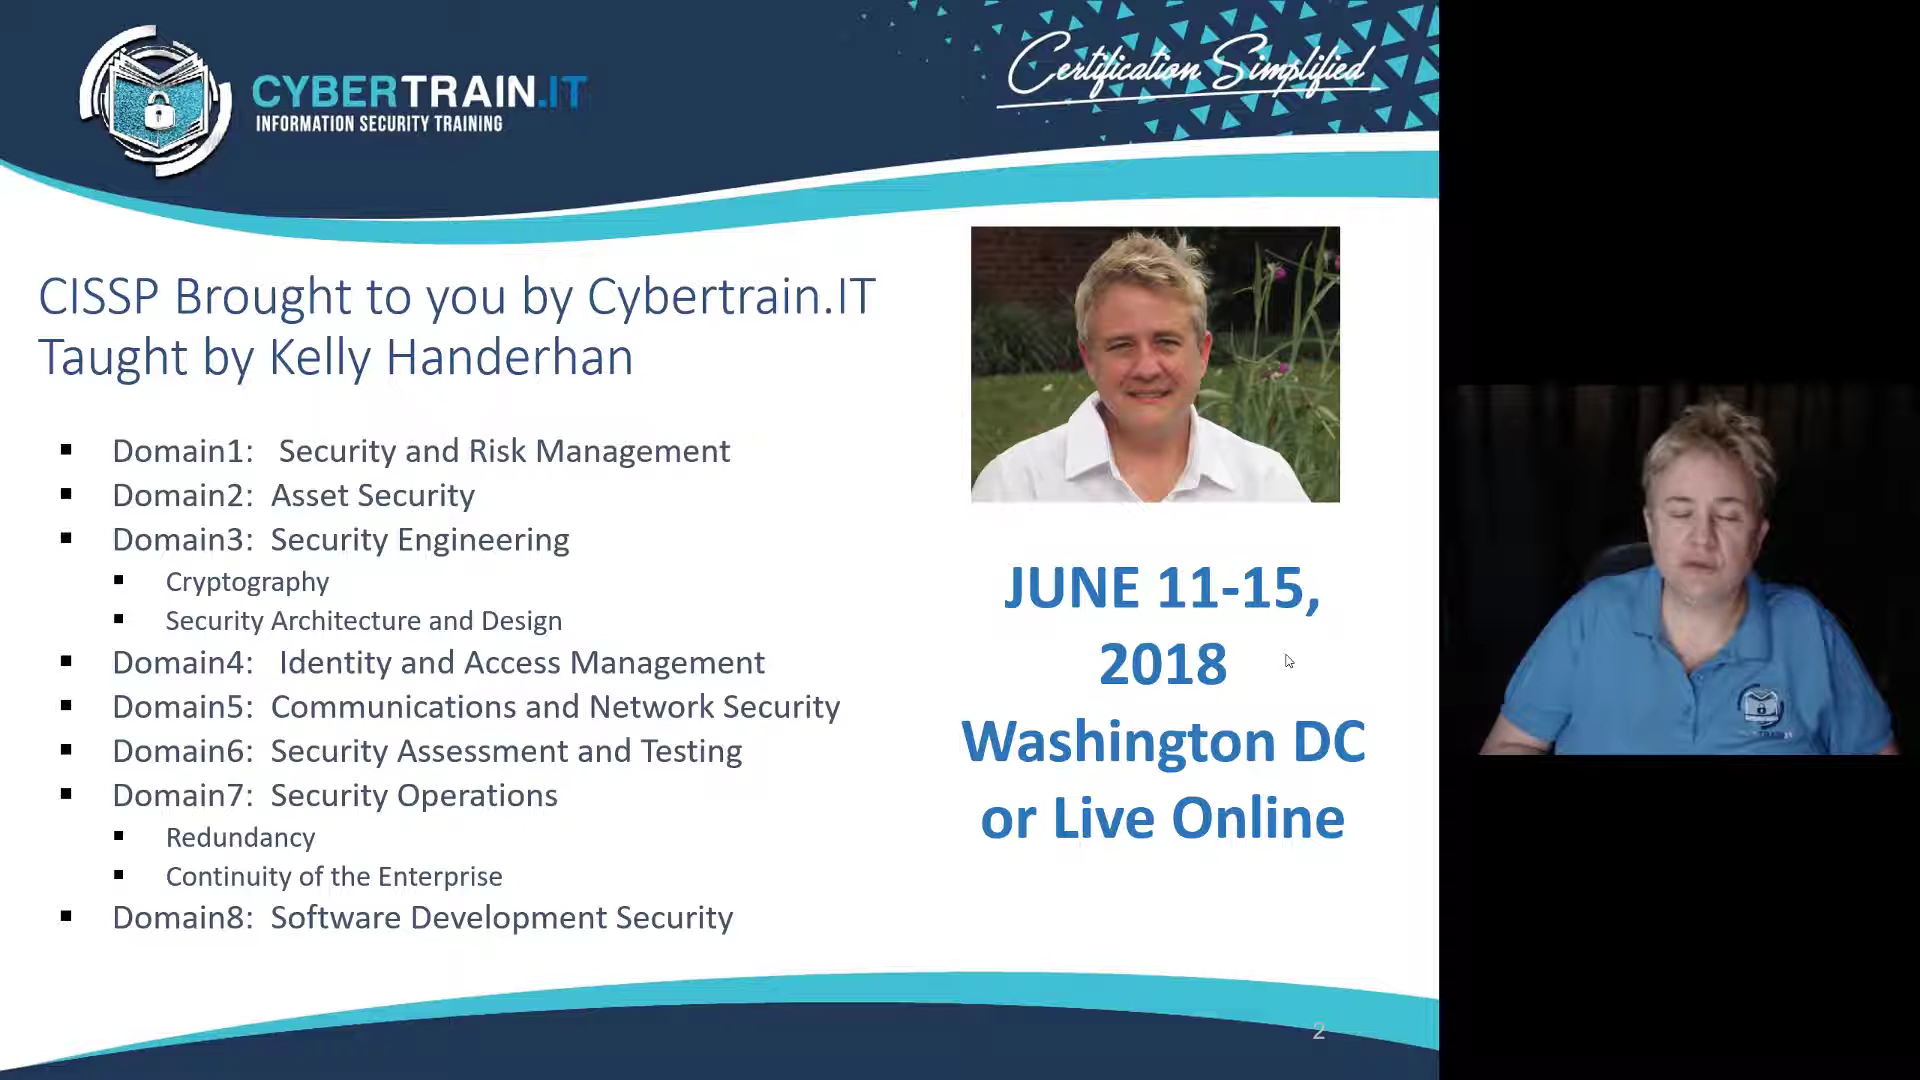 CYBERTRAIN.IT
INFORMATION SECURITY TRAINING
Certification Simplified
CISSP Brought to you by Cybertrain.IT
Taught by Kelly Handerhan
Domain1: Security and Risk Management
Domain2: Asset Security
Domain3: Security Engineering
Cryptography
Security Architecture and Design
Domain4: Identity and Access Management
Domain5: Communications and Network Security
Domain6: Security Assessment and Testing
Domain7: Security Operations
Redundancy
Continuity of the Enterprise
Domain8: Software Development Security
JUNE 11-15,
2018
Washington DC
or Live Online
2